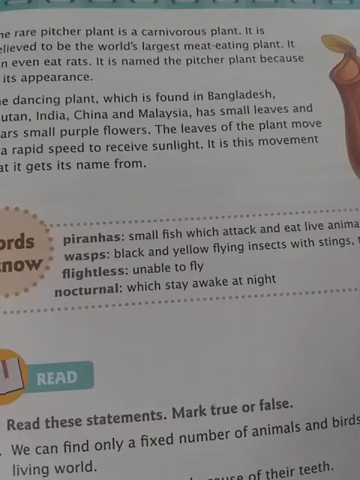 ne rare pitcher plant is a carnivorous plant. It is
elieved to be the world's largest meat-eating plant. It
n even eat rats. It is named the pitcher plant because
its appearance.
e dancing plant, which is found in Bangladesh,
utan, India, China and Malaysia, has small leaves and
ars small purple flowers. The leaves of the plant move
a rapid speed to receive sunlight. It is this movement
at it gets its name from.
ords
know
piranhas: small fish which attack and eat live anima
wasps: black and yellow flying insects with stings,
flightless: unable to fly
nocturnal: which stay awake at night
READ
Read these statements. Mark true or false.
We can find only a fixed number of animals and birds
living world.
of their teeth.